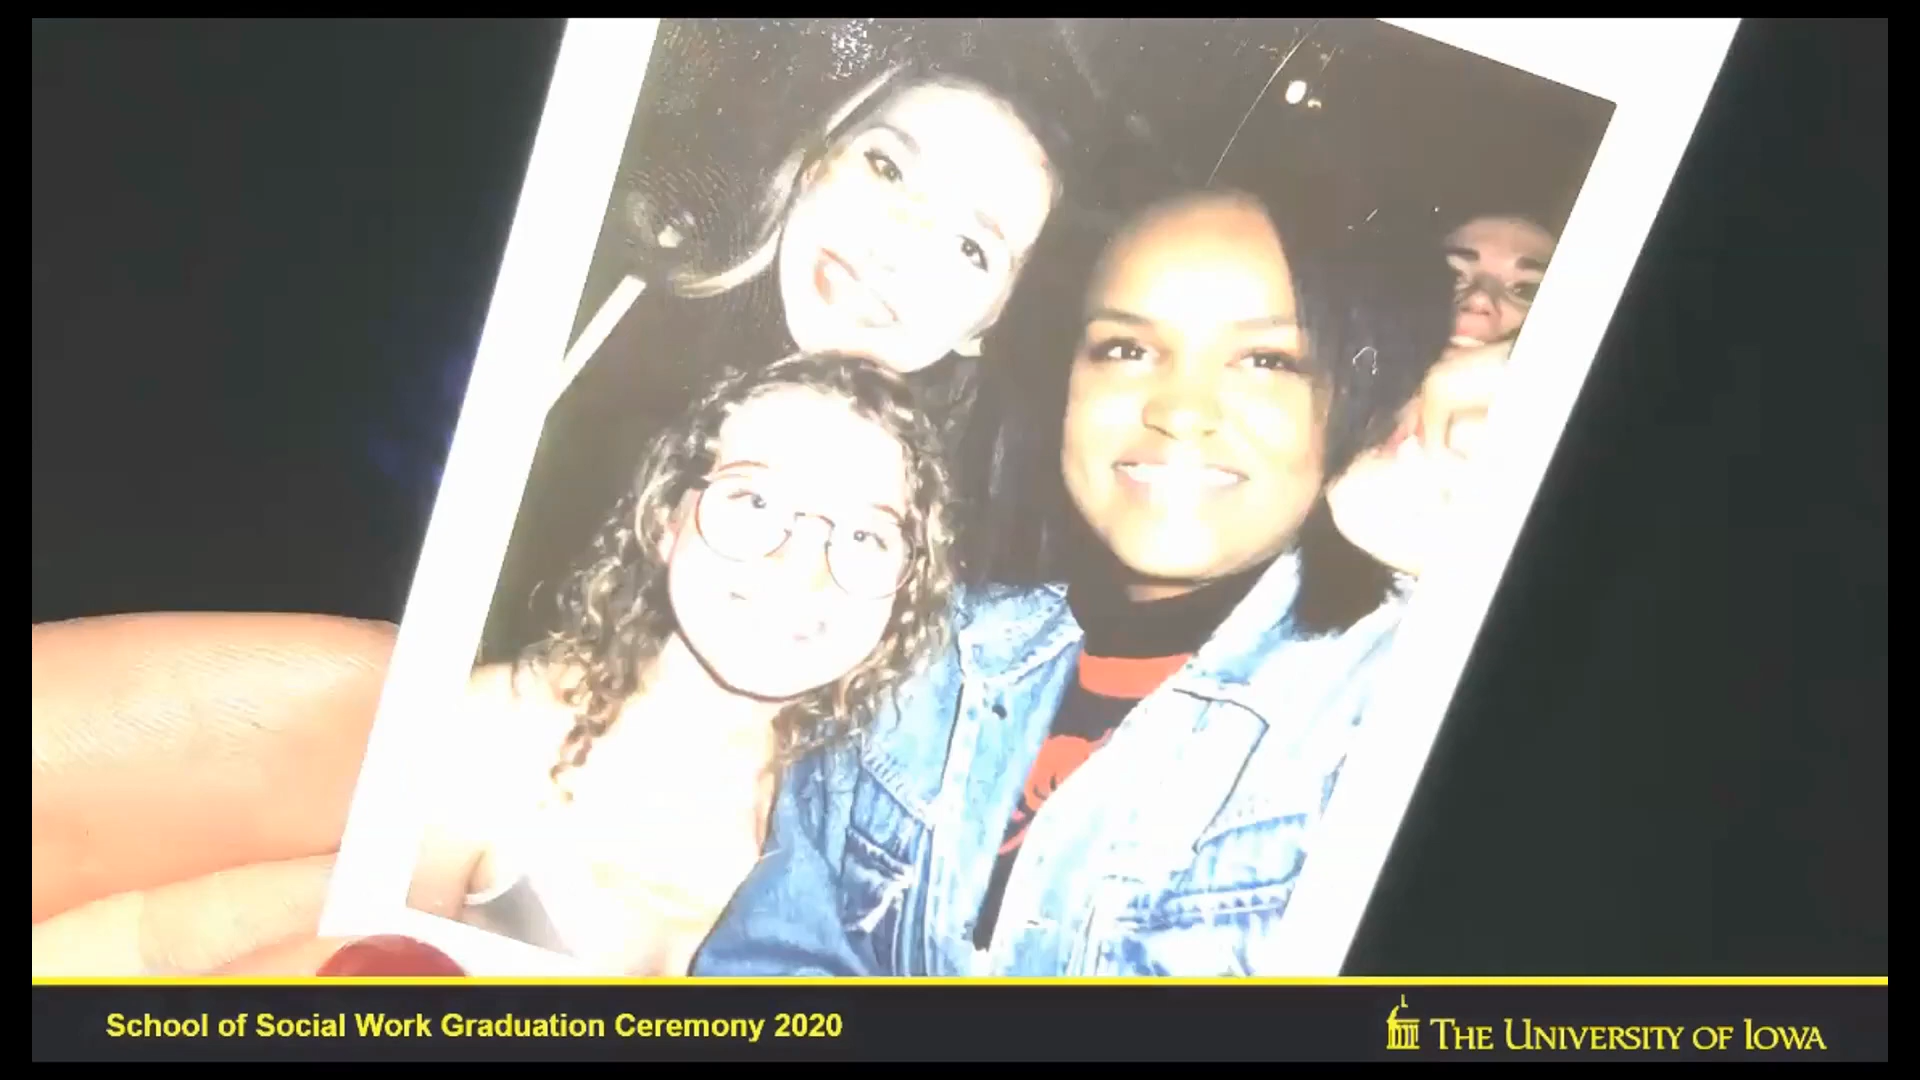 School of Social Work Graduation Ceremony 2020
THE UNIVERSITY OF IOWA